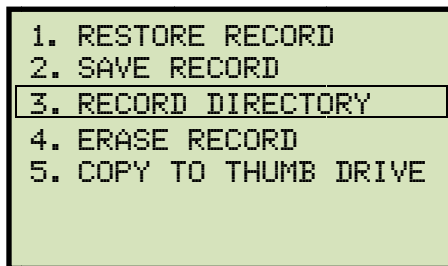 1. RESTORE RECORD
2. SAVE RECORD
3. RECORD DIRECTORY
4. ERASE RECORD
5. COPY TO THUMB DRIVE